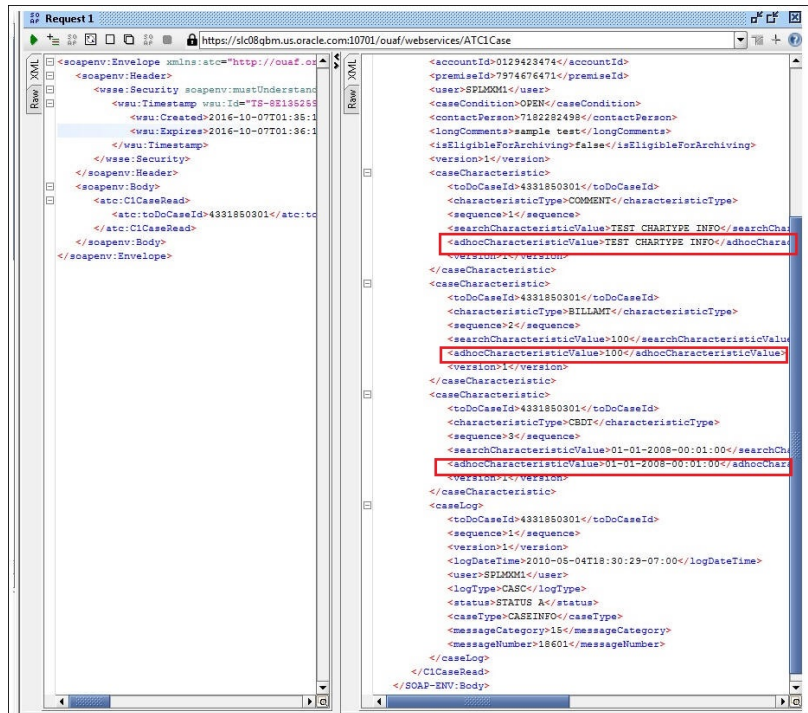 SO AP Request 1
https://slc08qbm.us.oracle.com:10701/ouaf/webservices/ATC1Case
XML
Raw
<soapenv:Envelope xmlns:atc="http://ouaf.or
<soapenv:Header>
<wsse:Security soapenv:mustUnderstand
<wsu:Timestamp wsu:Id="TS-8E135255
<wsu:Created>2016-10-07T01:35:1
<wsu:Expires>2016-10-07T01:36:1
</wsu:Timestamp>
</wsse:Security>
</soapenv:Header>
<soapenv:Body>
<atc:C1CaseRead>
<atc:toDoCaseId>4331850301</atc:to
</atc:C1CaseRead>
</soapenv:Body>
</soapenv:Envelope>
XML
Raw
<accountId>0129423474</accountId>
<premiseId>7974676471</premiseId>
<user>SPLMXM1</user>
<caseCondition>OPEN</caseCondition>
<contactPerson>7182282498</contactPerson>
<longComments>sample test</longComments>
<isEligibleForArchiving>false</isEligibleForArchiving>
<version>1</version>
<caseCharacteristic>
<toDoCaseId>4331850301</toDoCaseId>
<characteristicType>COMMENT</characteristicType>
<sequence>1</sequence>
<searchCharacteristicValue>TEST CHARTYPE INFO</searchChar
<adhocCharacteristicValue>TEST CHARTYPE INFO</adhocCharac
<version>1</version>
</caseCharacteristic>
<caseCharacteristic>
<toDoCaseId>4331850301</toDoCaseId>
<characteristicType>BILLAMT</characteristicType>
<sequence>2</sequence>
<searchCharacteristicValue>100</searchCharacteristicValue
<adhocCharacteristicValue>100</adhocCharacteristicValue>
<version>1</version>
</caseCharacteristic>
<caseCharacteristic>
<toDoCaseId>4331850301</toDoCaseId>
<characteristicType>CBDT</characteristicType>
<sequence>3</sequence>
<searchCharacteristicValue>01-01-2008-00:01:00</searchCha
<adhocCharacteristicValue>01-01-2008-00:01:00</adhocChara
<version>1</version>
</caseCharacteristic>
<caseLog>
<toDoCaseId>4331850301</toDoCaseId>
<sequence>1</sequence>
<version>1</version>
<logDateTime>2010-05-04T18:30:29-07:00</logDateTime>
<user>SPLMXM1</user>
<logType>CASC</logType>
<status>STATUS A</status>
<caseType>CASEINFO</caseType>
<messageCategory>15</messageCategory>
<messageNumber>18601</messageNumber>
</caseLog>
</C1CaseRead>
</SOAP-ENV:Body>